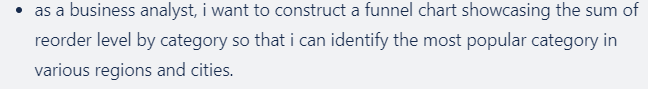 • as a business analyst, i want to construct a funnel chart showcasing the sum of
reorder level by category so that i can identify the most popular category in
various regions and cities.